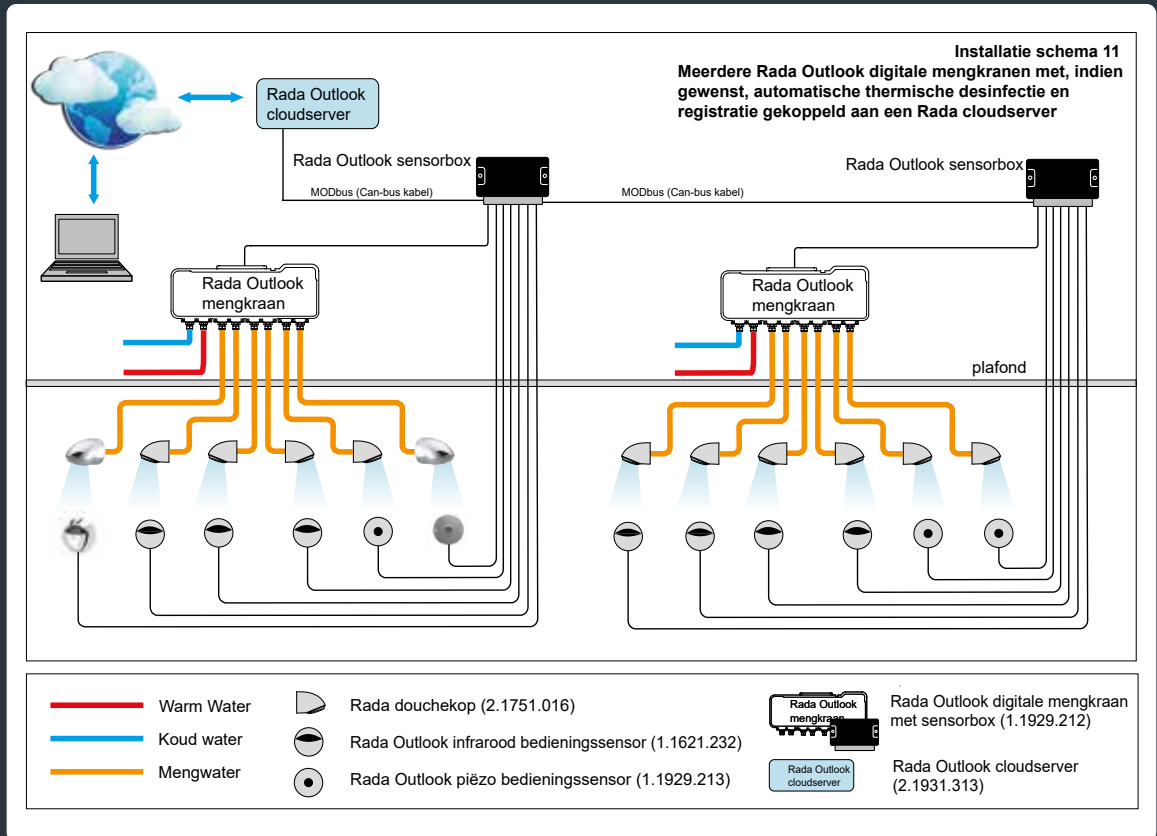 Installatie schema 11
Meerdere Rada Outlook digitale mengkranen met, indien
gewenst, automatische thermische desinfectie en
registratie gekoppeld aan een Rada cloudserver
Rada Outlook
cloudserver
Rada Outlook sensorbox
Rada Outlook sensorbox
MODbus (Can-bus kabel)
MODbus (Can-bus kabel)
Rada Outlook
mengkraan
Rada Outlook
mengkraan
plafond
Warm Water
Koud water
Mengwater
Rada douchekop (2.1751.016)
Rada Outlook infrarood bedieningssensor (1.1621.232)
Rada Outlook piëzo bedieningssensor (1.1929.213)
Rada Outlook
mengkraan
Rada Outlook digitale mengkraan
met sensorbox (1.1929.212)
Rada Outlook
cloudserver
Rada Outlook cloudserver
(2.1931.313)